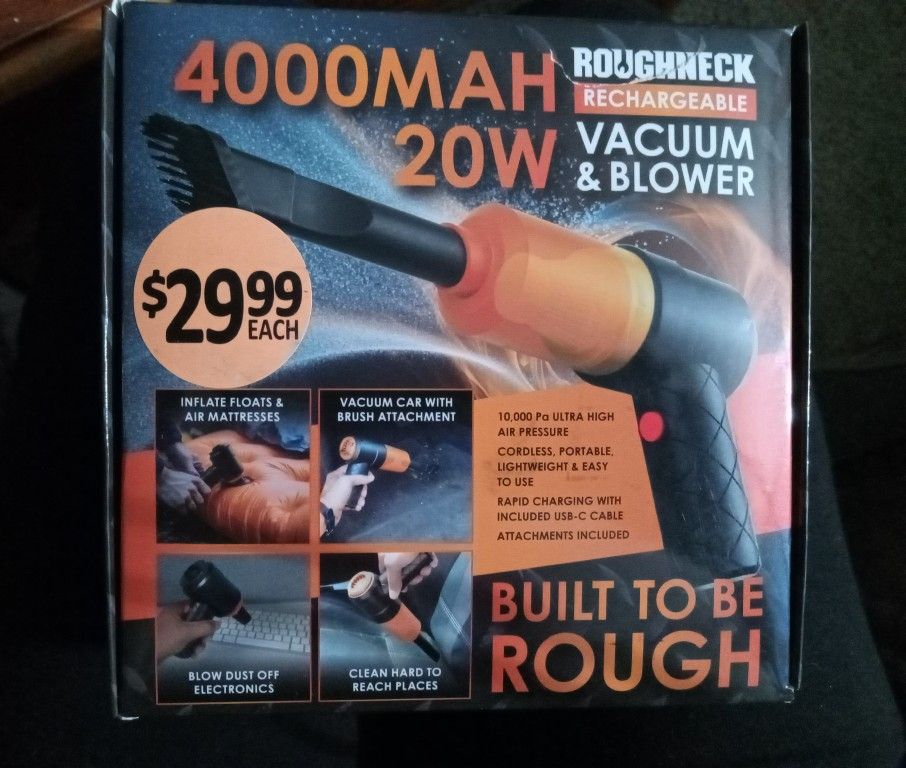 4000MAH
20W
ROUGHNECK
RECHARGEABLE
VACUUM
& BLOWER
$29.99
EACH
INFLATE FLOATS &
AIR MATTRESSES
VACUUM CAR WITH
BRUSH ATTACHMENT
10,000 Pa ULTRA HIGH
AIR PRESSURE
CORDLESS, PORTABLE,
LIGHTWEIGHT & EASY
TO USE
RAPID CHARGING WITH
INCLUDED USB-C CABLE
ATTACHMENTS INCLUDED
BLOW DUST OFF
ELECTRONICS
CLEAN HARD TO
REACH PLACES
BUILT TO BE
ROUGH